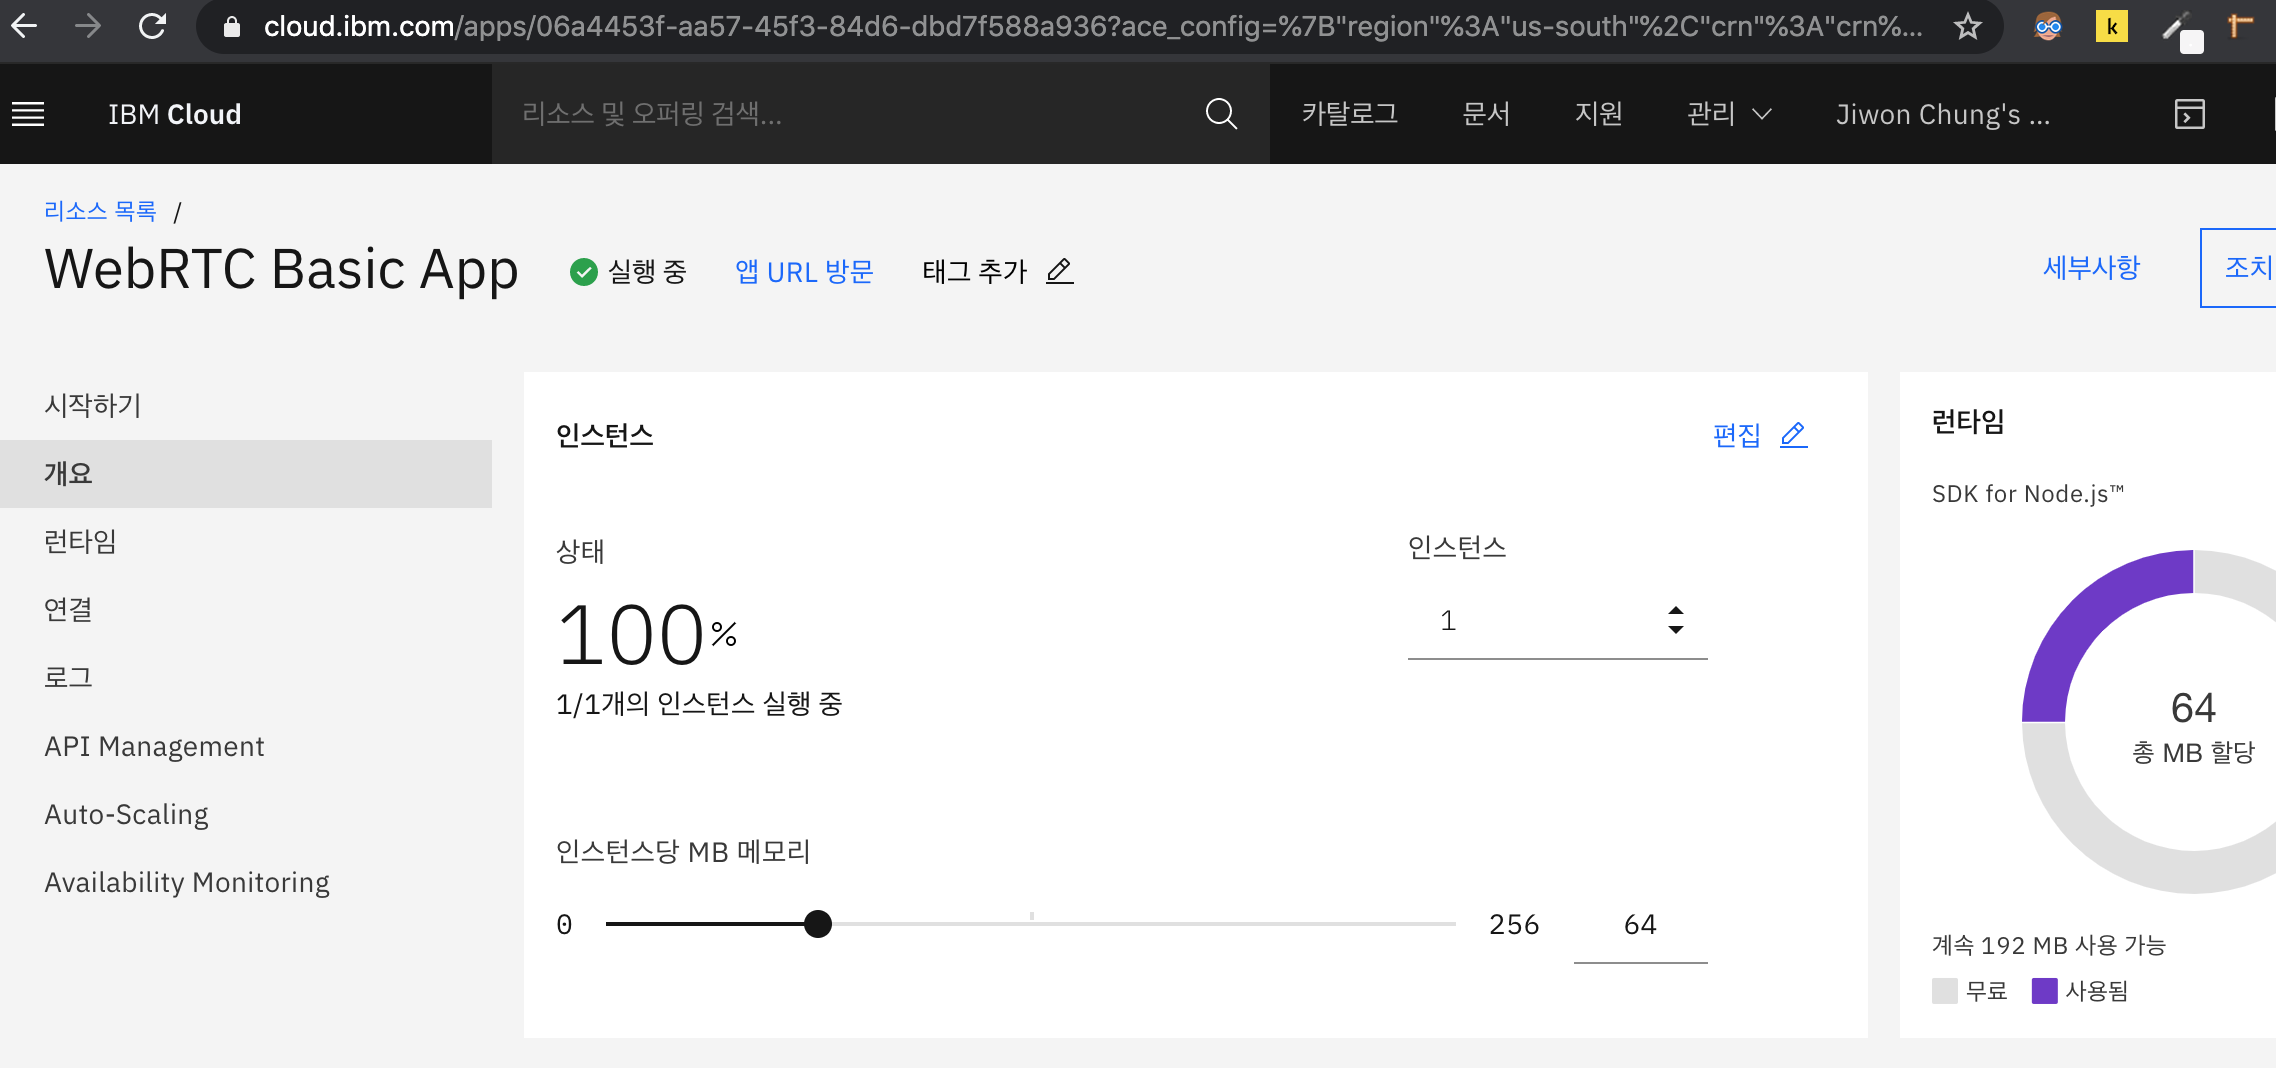 cloud.ibm.com/apps/06a4453f-aa57-45f3-84d6-dbd7f588a936?ace_config=%7B"region"%3A"us-south"%2C"crn"%3A"crn%...
k
IBM Cloud
리소스 및 오퍼링 검색...
카탈로그
문서
지원
관리
Jiwon Chung's ...
리소스 목록 /
WebRTC Basic App
실행 중
앱 URL 방문
태그 추가
세부사항
조치
시작하기
개요
런타임
연결
로그
API Management
Auto-Scaling
Availability Monitoring
인스턴스
편집
상태
100%
1/1개의 인스턴스 실행 중
인스턴스
1
인스턴스당 MB 메모리
0
256
64
런타임
SDK for Node.js™
64
총 MB 할당
계속 192 MB 사용 가능
무료
사용됨